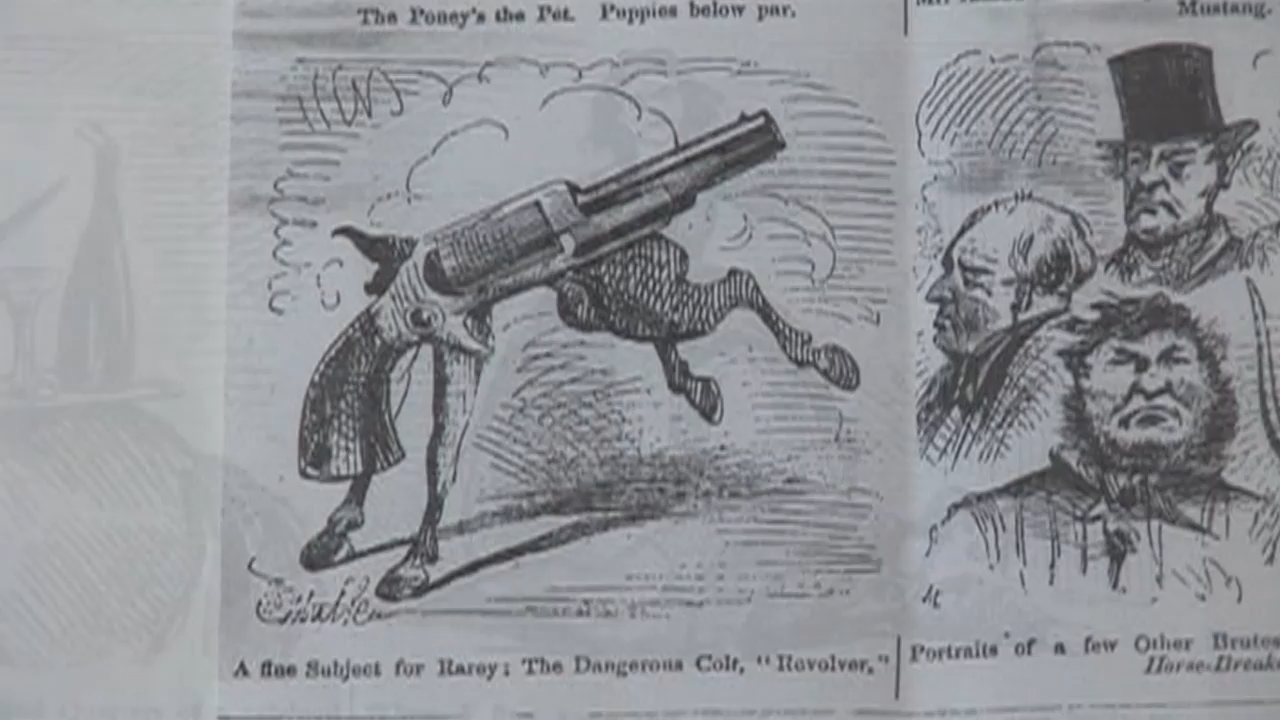 The Poney's the Pet. Puppies below par.
Mustang.
A fine Subject for Rarey; The Dangerous Colt, "Revolver."
Portraits of a few Other Brutes
Horse-Break